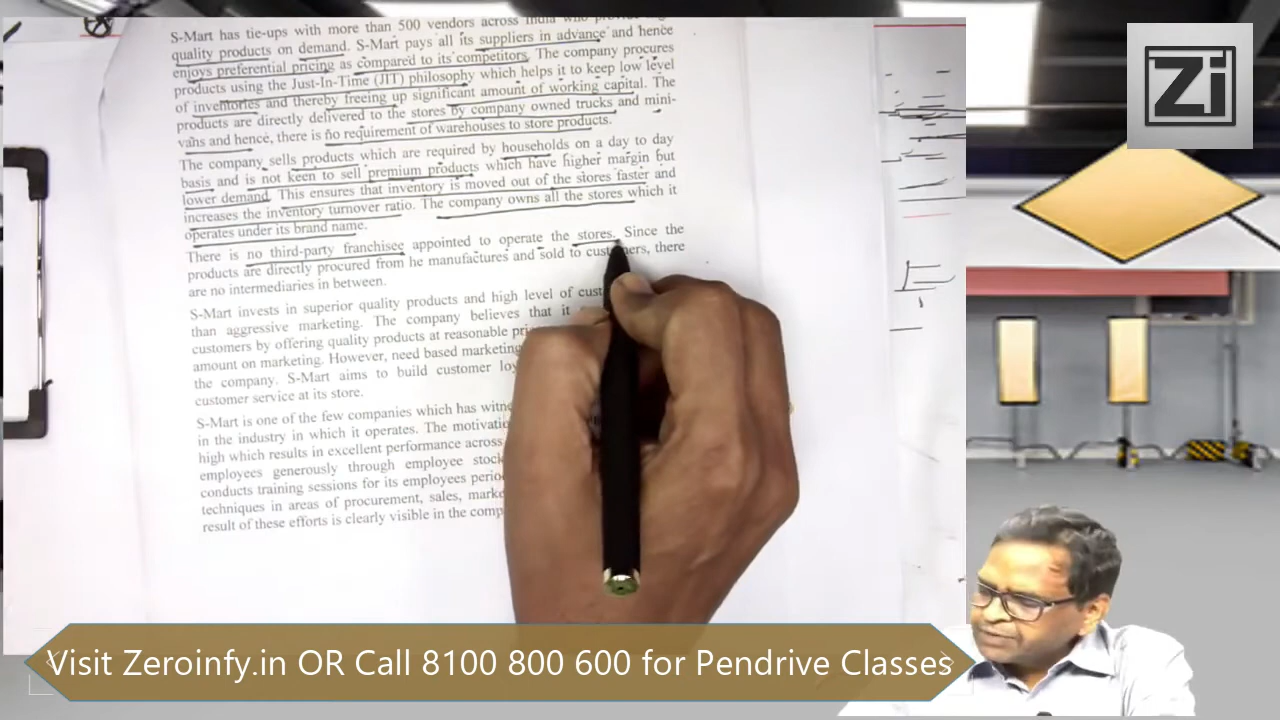 S-Mart has tie-ups with more than 500 vendors across India who
quality products on demand. S-Mart pays all its suppliers in advance and hence
enjoys preferential pricing as compared to its competitors. The company procures
products using the Just-In-Time (JIT) philosophy which helps it to keep low level
of inventories and thereby freeing up significant amount of working capital. The
products are directly delivered to the stores by company owned trucks and mini-
vans and hence, there is no requirement of warehouses to store products.
The company sells products which are required by households on a day to day
basis and is not keen to sell premium products which have higher margin but
lower demand. This ensures that inventory is moved out of the stores faster and
increases the inventory turnover ratio. The company owns all the stores which it
operates under its brand name.
There is no third-party franchisee appointed to operate the stores. Since the
products are directly procured from he manufactures and sold to customers, there
are no intermediaries in between.
S-Mart invests in superior quality products and high level of
than aggressive marketing. The company believes that it
customers by offering quality products at reasonable
amount on marketing. However, need based marketing
the company. S-Mart aims to build customer
customer service at its store.
S-Mart is one of the few companies which has
in the industry in which it operates. The
high which results in excellent performance across
employees generously through employee
conducts training sessions for its employees
techniques in areas of procurement, sales,
result of these efforts is clearly visible in the
Zi
Visit Zeroinfy.in OR Call 8100 800 600 for Pendrive Classes